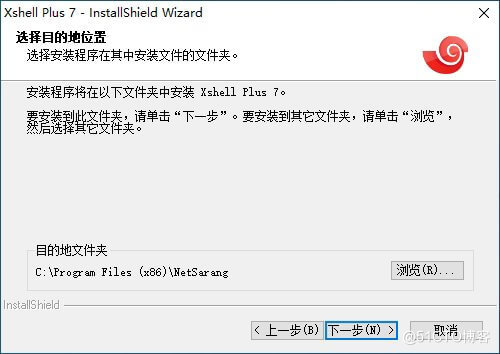 Xshell Plus 7 - InstallShield Wizard
选择目的地位置
选择安装程序在其中安装文件的文件夹。
安装程序将在以下文件夹中安装 Xshell Plus 7。
要安装到此文件夹，请单击“下一步”。要安装到其它文件夹，请单击“浏览”，
然后选择其它文件夹。
目的地文件夹
C:\Program Files (x86)\NetSarang
浏览(R)...
InstallShield
< 上一步(B)
下一步(N) >
取消
@51CTO博客